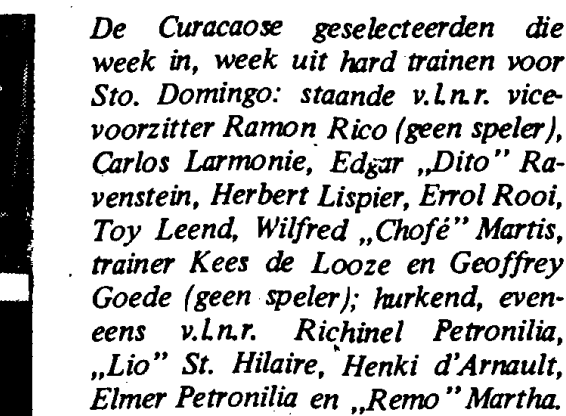 De Curacaose geselecteerden die
week in, week uit hard trainen voor
Sto. Domingo: staande v.l.n.r. vice-
voorzitter Ramon Rico (geen speler),
Carlos Larmonie, Edgar „Dito” Ra-
venstein, Herbert Lispier, Errol Rooi,
Toy Leend, Wilfred „Chofé” Martis,
trainer Kees de Looze en Geoffrey
Goede (geen speler); hurkend, even-
eens v.l.n.r. Richinel Petronilia,
„Lio” St. Hilaire, Henki d'Arnault,
Elmer Petronilia en „Remo” Martha.